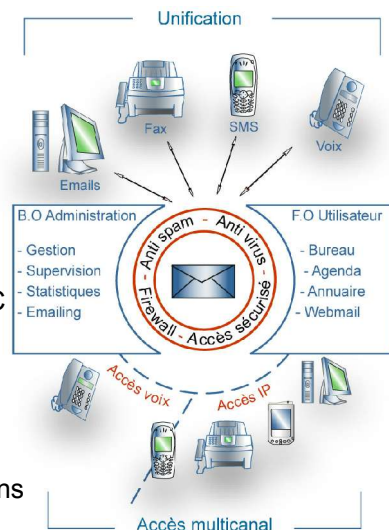 Unification
Fax
SMS
Voix
Emails
B.O Administration
- Gestion
- Supervision
- Statistiques
- Emailing
Anti spam - Anti virus -
Firewall - Accès sécurisé
F.O Utilisateur
- Bureau
- Agenda
- Annuaire
- Webmail
C
Accès voix
Accès IP
ns
Accès multicanal